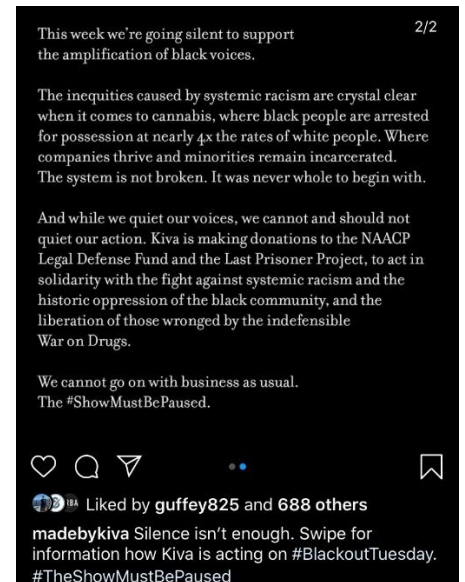 2/2
This week we're going silent to support
the amplification of black voices.
The inequities caused by systemic racism are crystal clear
when it comes to cannabis, where black people are arrested
for possession at nearly 4x the rates of white people. Where
companies thrive and minorities remain incarcerated.
The system is not broken. It was never whole to begin with.
And while we quiet our voices, we cannot and should not
quiet our action. Kiva is making donations to the NAACP
Legal Defense Fund and the Last Prisoner Project, to act in
solidarity with the fight against systemic racism and the
historic oppression of the black community, and the
liberation of those wronged by the indefensible
War on Drugs.
We cannot go on with business as usual.
The #ShowMustBePaused.
Liked by guffey825 and 688 others
madebykiva Silence isn't enough. Swipe for
information how Kiva is acting on #BlackoutTuesday.
#TheShowMustBePaused